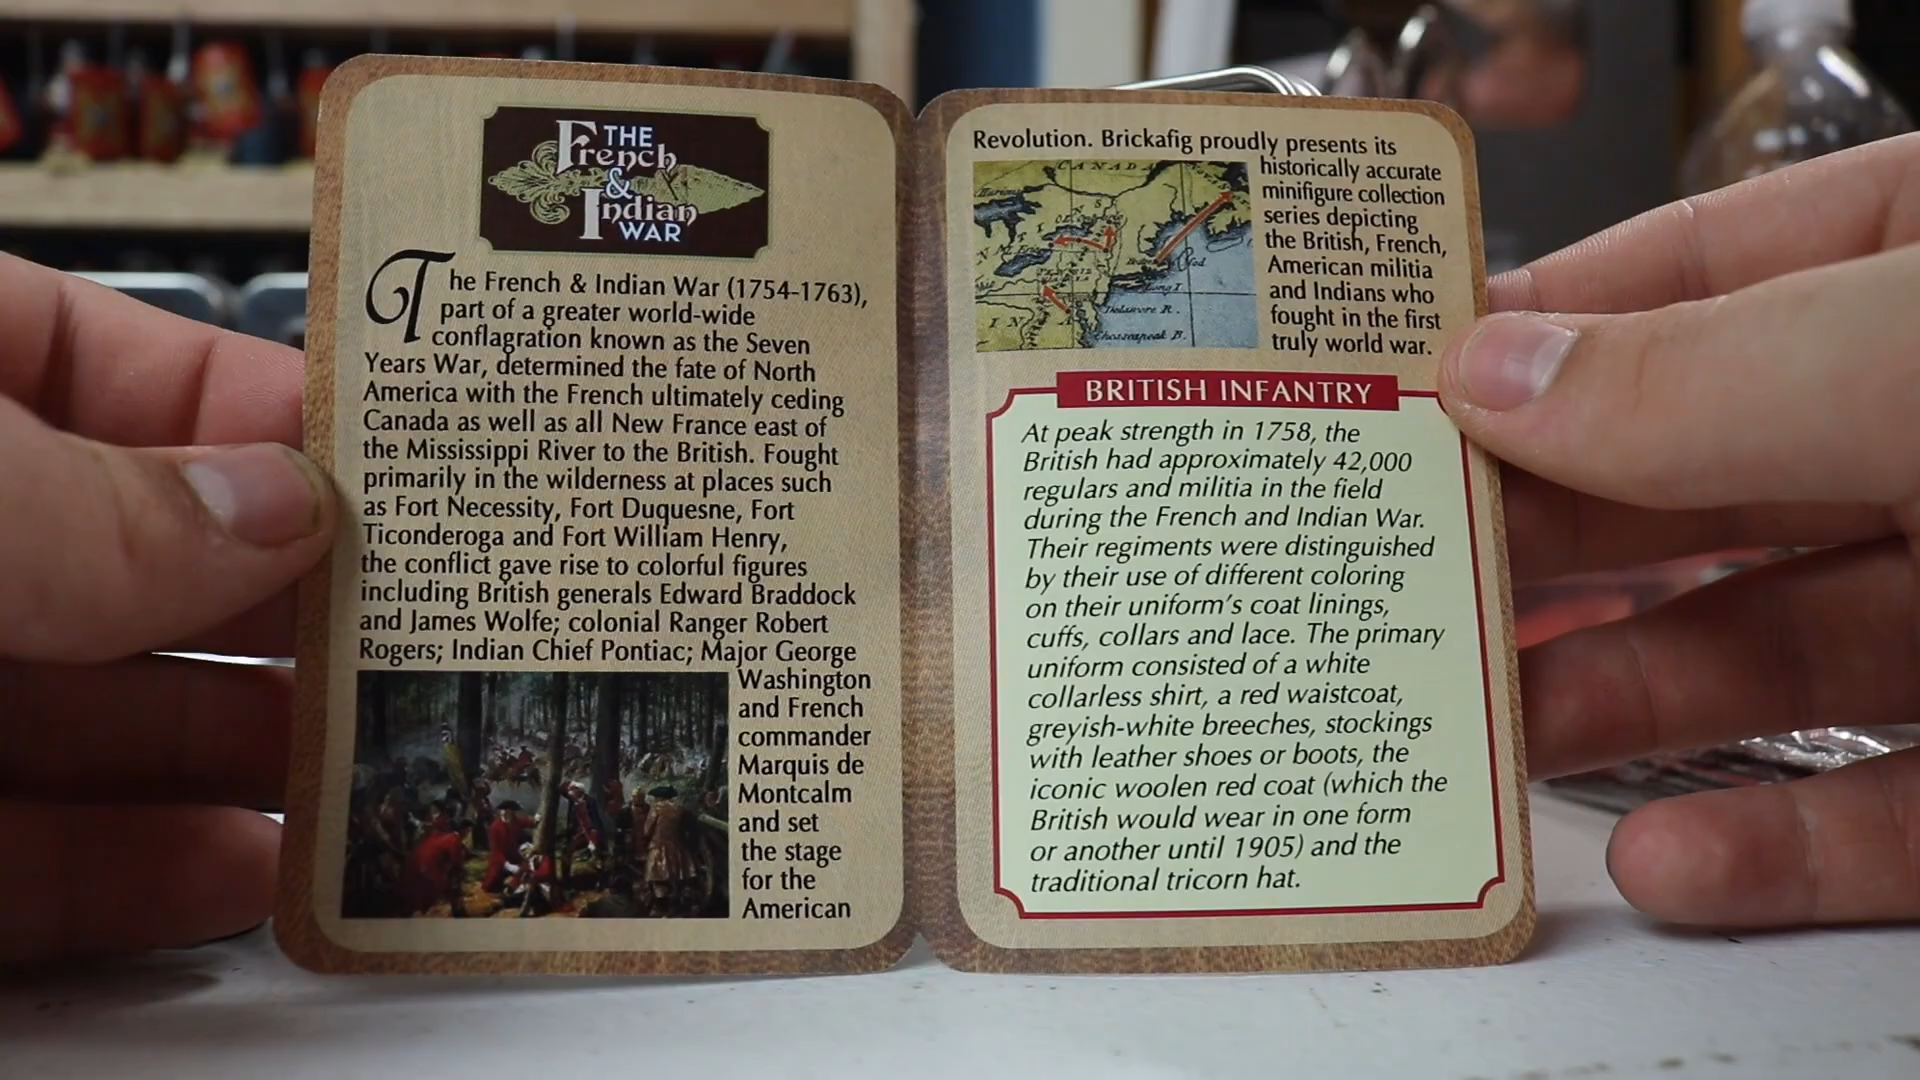 THE
French
&
Indian
WAR
The French & Indian War (1754-1763),
part of a greater world-wide
conflagration known as the Seven
Years War, determined the fate of North
America with the French ultimately ceding
Canada as well as all New France east of
the Mississippi River to the British. Fought
primarily in the wilderness at places such
as Fort Necessity, Fort Duquesne, Fort
Ticonderoga and Fort William Henry,
the conflict gave rise to colorful figures
including British generals Edward Braddock
and James Wolfe; colonial Ranger Robert
Rogers; Indian Chief Pontiac; Major George
Washington
and French
commander
Marquis de
Montcalm
and set
the stage
for the
American
Revolution. Brickafig proudly presents its
historically accurate
minifigure collection
series depicting
the British, French,
American militia
and Indians who
fought in the first
truly world war.
CANADA
Long I
Delaware R.
Chesseapeak B.
BRITISH INFANTRY
At peak strength in 1758, the
British had approximately 42,000
regulars and militia in the field
during the French and Indian War.
Their regiments were distinguished
by their use of different coloring
on their uniform's coat linings,
cuffs, collars and lace. The primary
uniform consisted of a white
collarless shirt, a red waistcoat,
greyish-white breeches, stockings
with leather shoes or boots, the
iconic woolen red coat (which the
British would wear in one form
or another until 1905) and the
traditional tricorn hat.